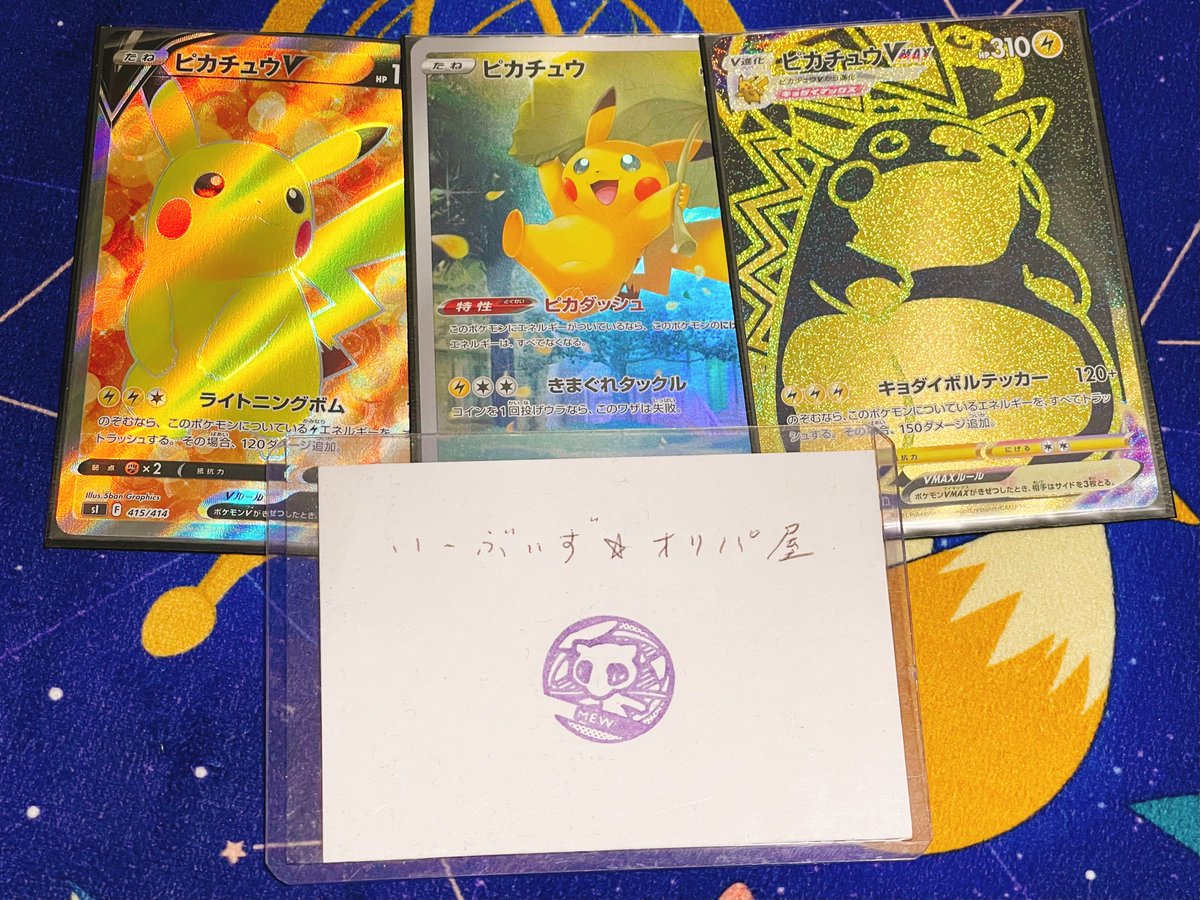 たね ピカチュウV HP 1
ライトニングボム
のぞむなら、このポケモンについているエネルギーを
トラッシュする。その場合、120ダメージ追加。
弱点 ×2 抵抗力
Illus.5ban Graphics
Vルール
sI F 415/414
ポケモンVがきぜつしたとき、
たね ピカチュウ HP
特性 ピカダッシュ
このポケモンにエネルギーがついているなら、このポケモンのにげ
エネルギーは、すべてなくなる。
きまぐれタックル
コインを1回投げウラなら、このワザは失敗。
V進化 ピカチュウVMAX HP 310
ピカチュウVから進化
キョダイマックス
キョダイボルテッカー 120+
のぞむなら、このポケモンについているエネルギーを、すべてトラッ
シュする。その場合、150ダメージ追加。
抵抗力 にげる
VMAXルール
ポケモンVMAXがきぜつしたとき、相手はサイドを3枚とる。
いーぶいず☆オリパ屋
MEW